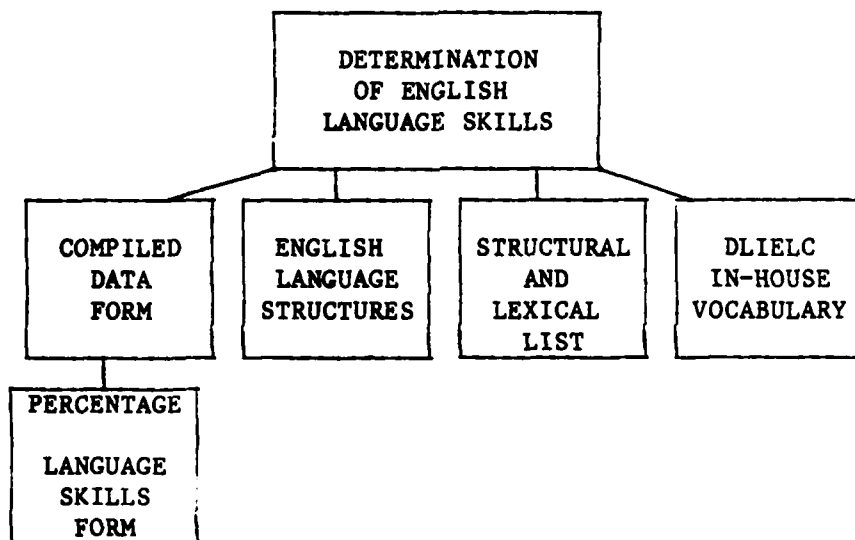 DETERMINATION
OF ENGLISH
LANGUAGE SKILLS
COMPILED
DATA
FORM
ENGLISH
LANGUAGE
STRUCTURES
STRUCTURAL
AND
LEXICAL
LIST
DLIELC
IN-HOUSE
VOCABULARY
PERCENTAGE
LANGUAGE
SKILLS
FORM